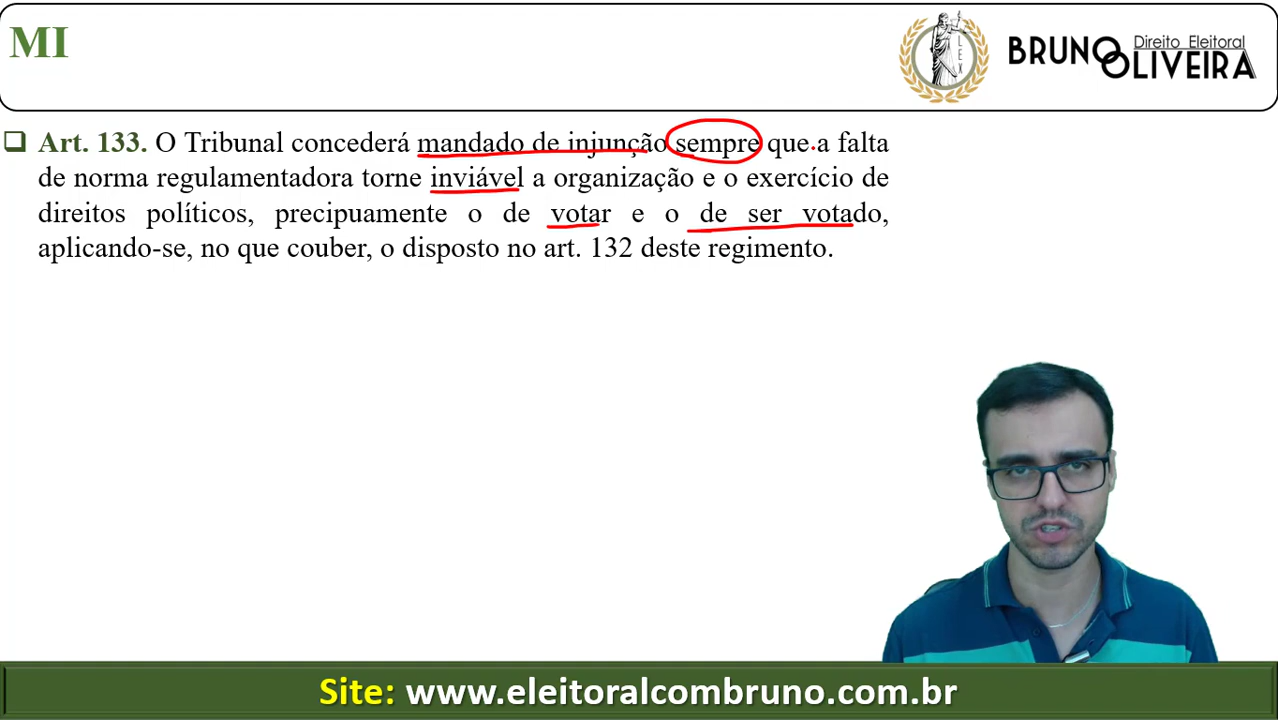 MI
BRUNO Direito Eleitoral
OLIVEIRA
LEX
Art. 133. O Tribunal concederá mandado de injunção sempre que a falta
de norma regulamentadora torne inviável a organização e o exercício de
direitos políticos, precipuamente o de votar e o de ser votado,
aplicando-se, no que couber, o disposto no art. 132 deste regimento.
Site: www.eleitoralcombruno.com.br